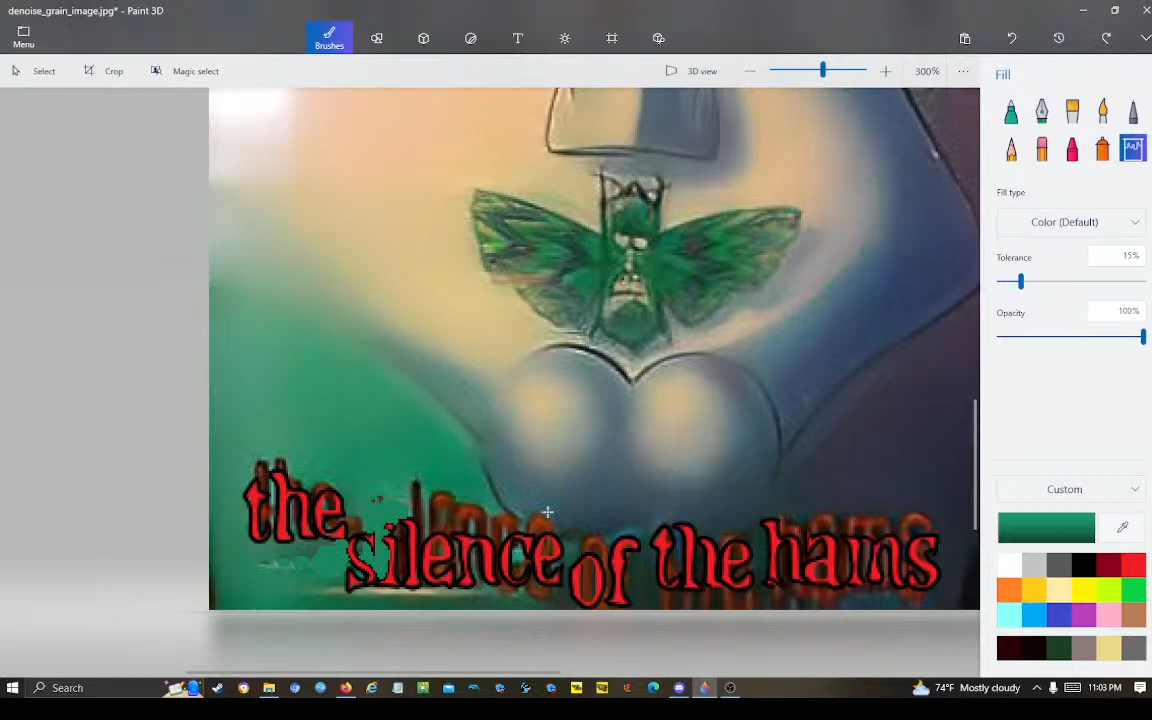 denoise_grain_image.jpg* - Paint 3D
Menu
Brushes
Select
Crop
Magic select
3D view
300%
Fill
Fill type
Color (Default)
Tolerance
15%
Opacity
100%
Custom
the
silence of the hams
Search
74°F Mostly cloudy
11:03 PM